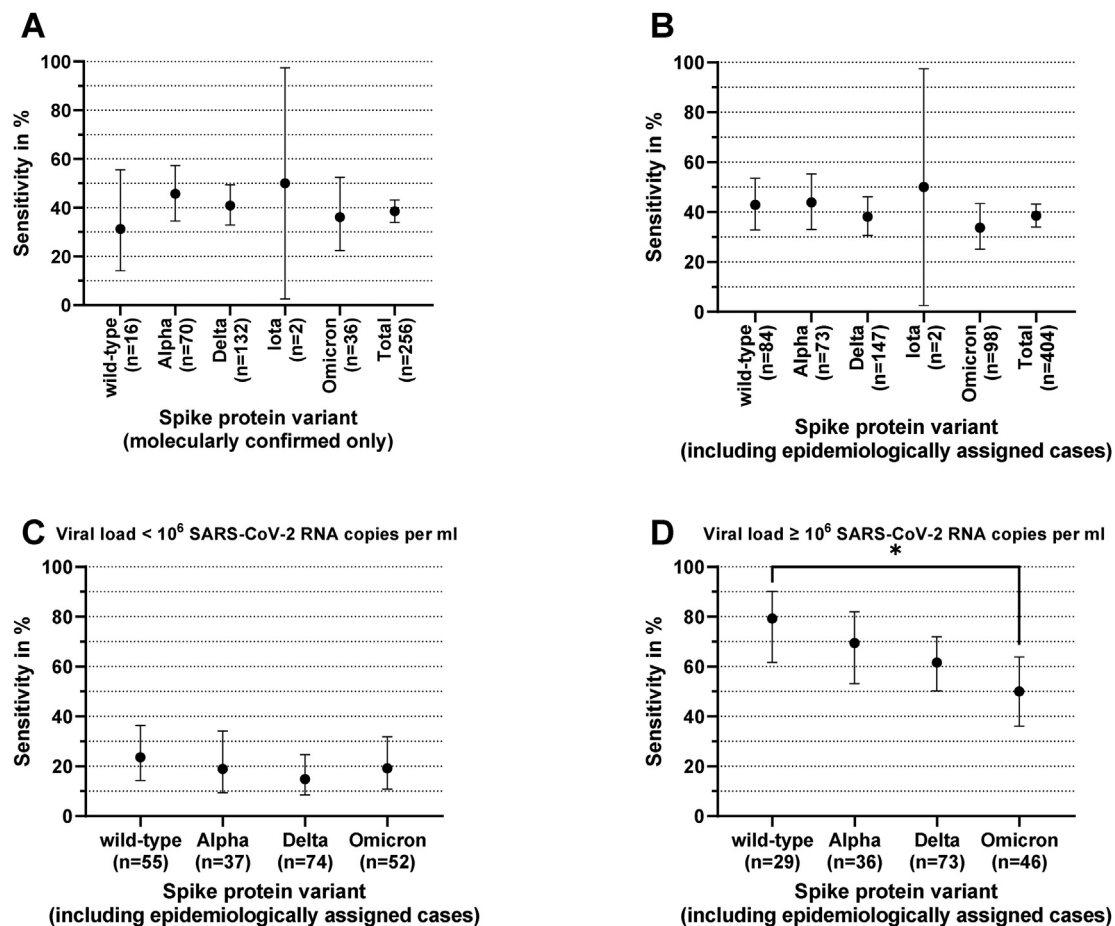 A
Sensitivity in %
100
80
60
40
20
0
wild-type
(n=16)
Alpha
(n=70)
Delta
(n=132)
Iota
(n=2)
Omicron
(n=36)
Total
(n=256)
Spike protein variant
(molecularly confirmed only)
B
Sensitivity in %
100
80
60
40
20
0
wild-type
(n=84)
Alpha
(n=73)
Delta
(n=147)
Iota
(n=2)
Omicron
(n=98)
Total
(n=404)
Spike protein variant
(including epidemiologically assigned cases)
C Viral load < 10⁶ SARS-CoV-2 RNA copies per ml
Sensitivity in %
100
80
60
40
20
0
wild-type
(n=55)
Alpha
(n=37)
Delta
(n=74)
Omicron
(n=52)
Spike protein variant
(including epidemiologically assigned cases)
D Viral load ≥ 10⁶ SARS-CoV-2 RNA copies per ml
*
Sensitivity in %
100
80
60
40
20
0
wild-type
(n=29)
Alpha
(n=36)
Delta
(n=73)
Omicron
(n=46)
Spike protein variant
(including epidemiologically assigned cases)